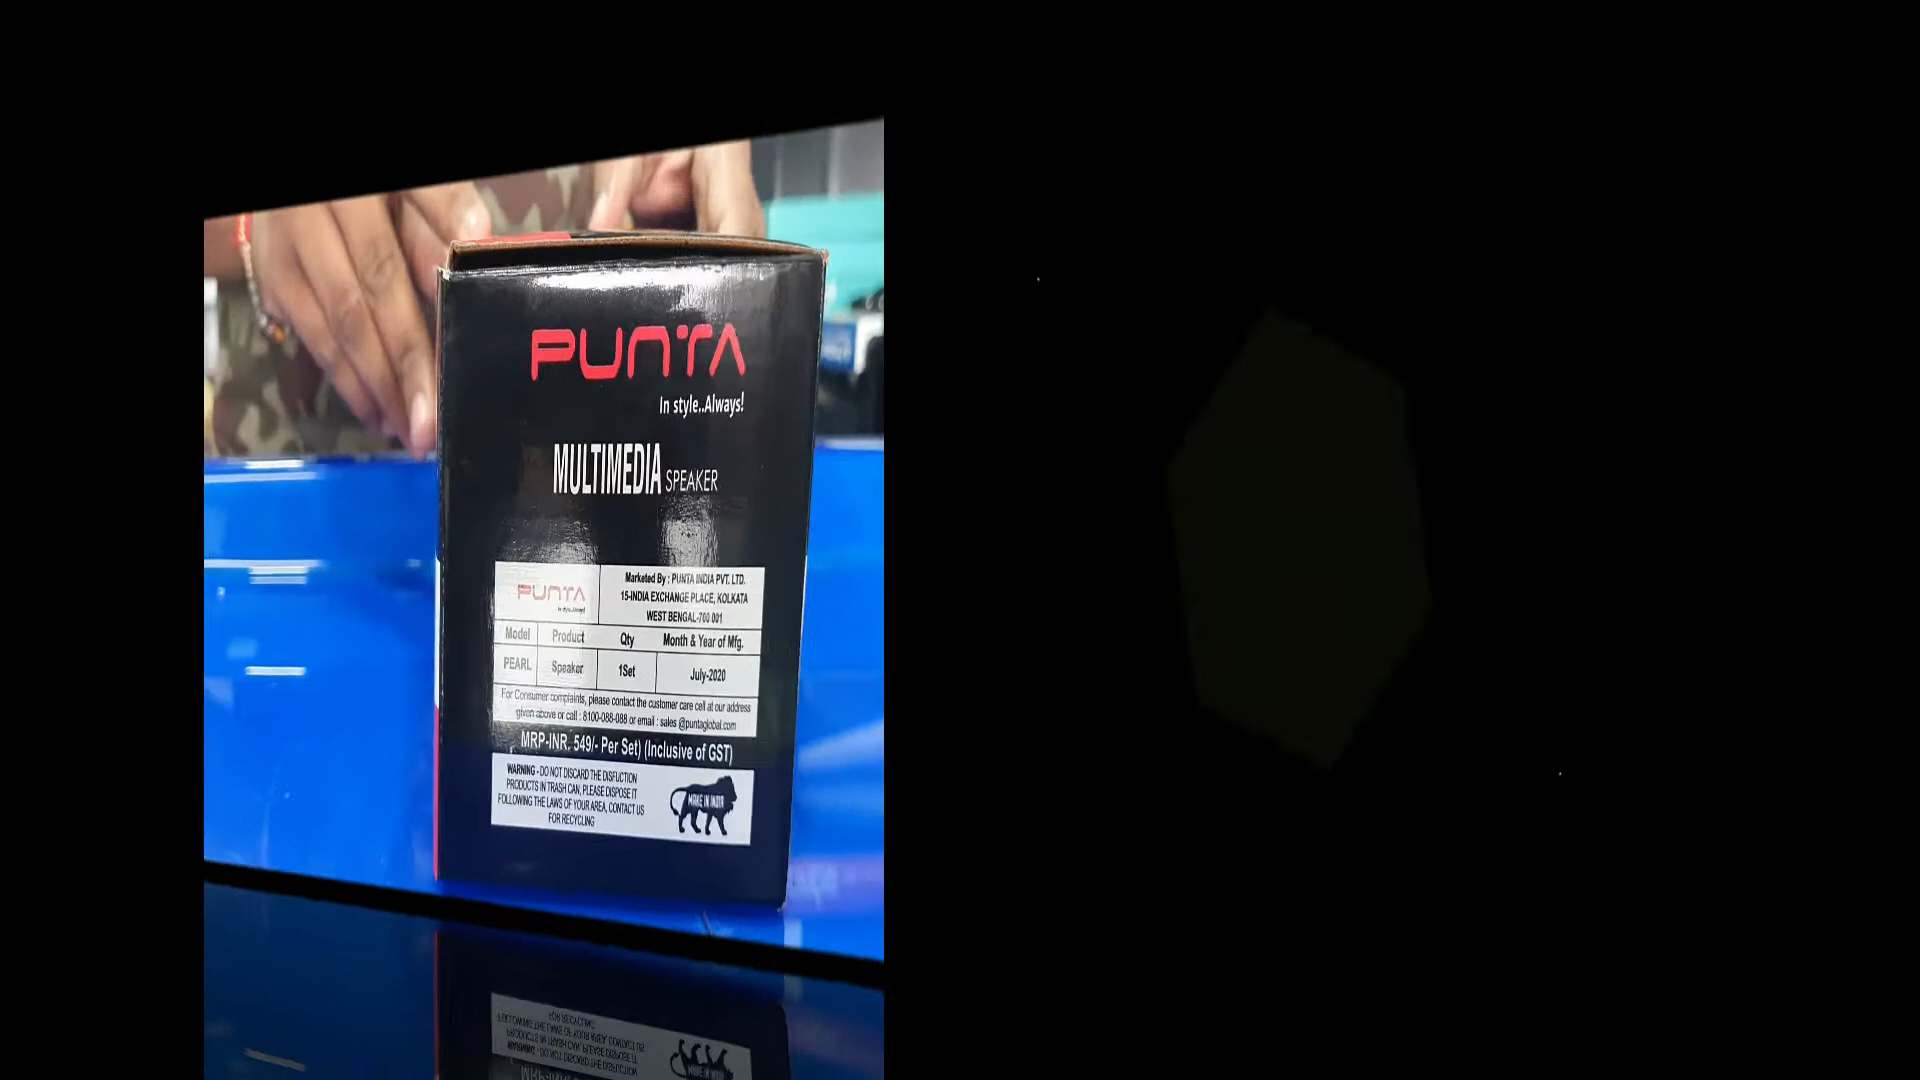 PUNTA
In style..Always!
MULTIMEDIA SPEAKER
PUNTA
In style..Always!
Marketed By : PUNTA INDIA PVT. LTD.
15-INDIA EXCHANGE PLACE, KOLKATA
WEST BENGAL-700 001
Model Product Qty Month & Year of Mfg.
PEARL Speaker 1Set July-2020
For Consumer complaints, please contact the customer care cell at our address
given above or call : 8100-088-088 or email : sales @puntaglobal.com
MRP-INR. 549/- Per Set) (Inclusive of GST)
WARNING - DO NOT DISCARD THE DISFUCTION
PRODUCTS IN TRASH CAN, PLEASE DISPOSE IT
FOLLOWING THE LAWS OF YOUR AREA, CONTACT US
FOR RECYCLING
MAKE IN INDIA